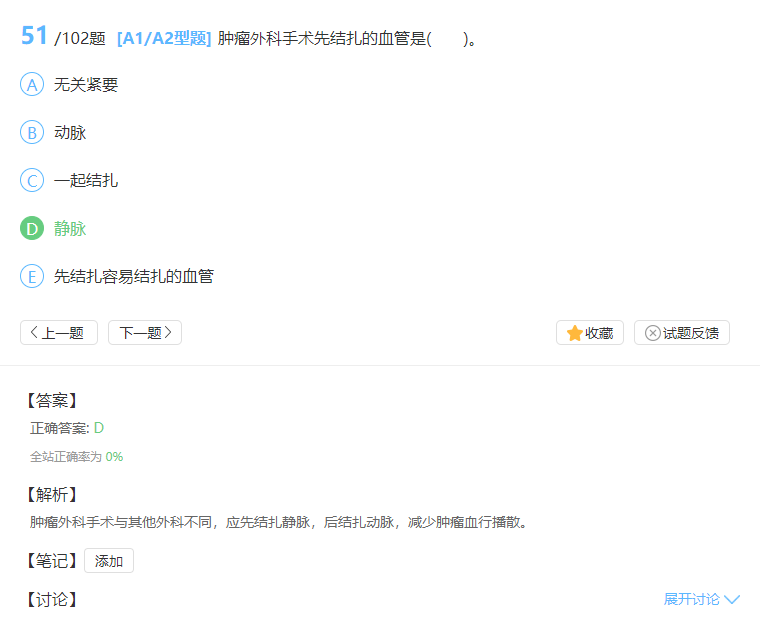 51 /102题 [A1/A2型题] 肿瘤外科手术先结扎的血管是(　　)。
A 无关紧要
B 动脉
C 一起结扎
D 静脉
E 先结扎容易结扎的血管
上一题 下一题 收藏 试题反馈
【答案】
正确答案: D
全站正确率为 0%
【解析】
肿瘤外科手术与其他外科不同，应先结扎静脉，后结扎动脉，减少肿瘤血行播散。
【笔记】 添加
【讨论】 展开讨论